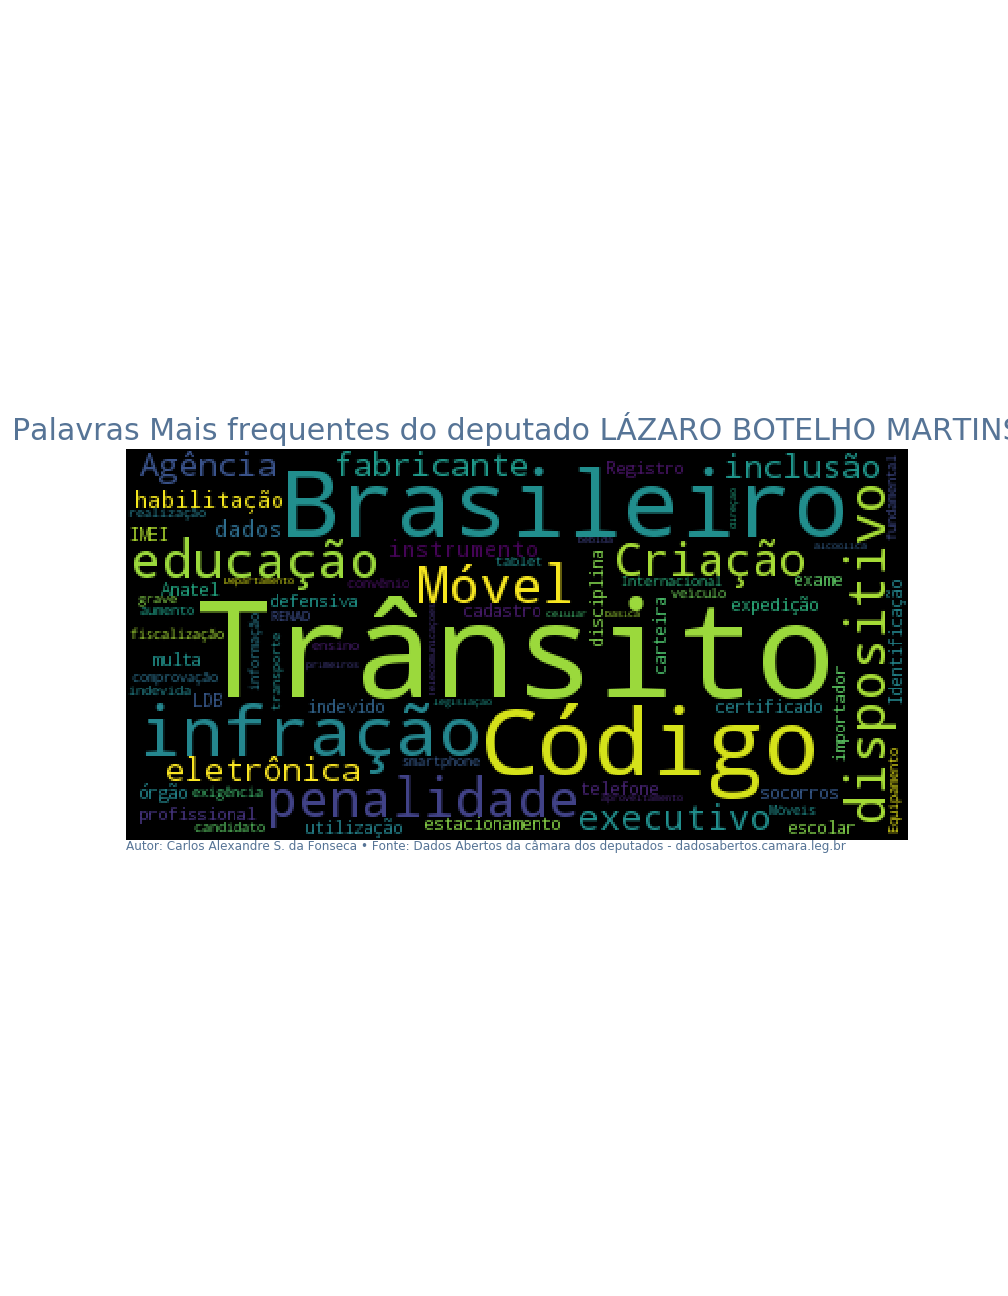 Palavras Mais frequentes do deputado LÁZARO BOTELHO MARTINS
Agência
fabricante
Registro
inclusão
fundamental
habilitação
Brasileiro
direção
realização
dados
dispositivo
IMEI
bebida
alcoólica
educação
instrumento
Criação
tablet
disciplina
Departamento
convênio
Internacional
exame
Anatel
Móvel
veículo
Identificação
grave
defensiva
cadastro
carteira
expedição
aumento
RENAD
celular
básica
Trânsito
fiscalização
informação
transporte
ensino
telecomunicações
multa
primeiros
comprovação
importador
indevida
LDB
indevido
legislação
certificado
infração
Código
eletrônica
smartphone
Equipamento
órgão
exigência
penalidade
telefone
aproveitamento
socorros
profissional
executivo
Móveis
candidato
utilização
estacionamento
escolar
Autor: Carlos Alexandre S. da Fonseca • Fonte: Dados Abertos da câmara dos deputados - dadosabertos.camara.leg.br